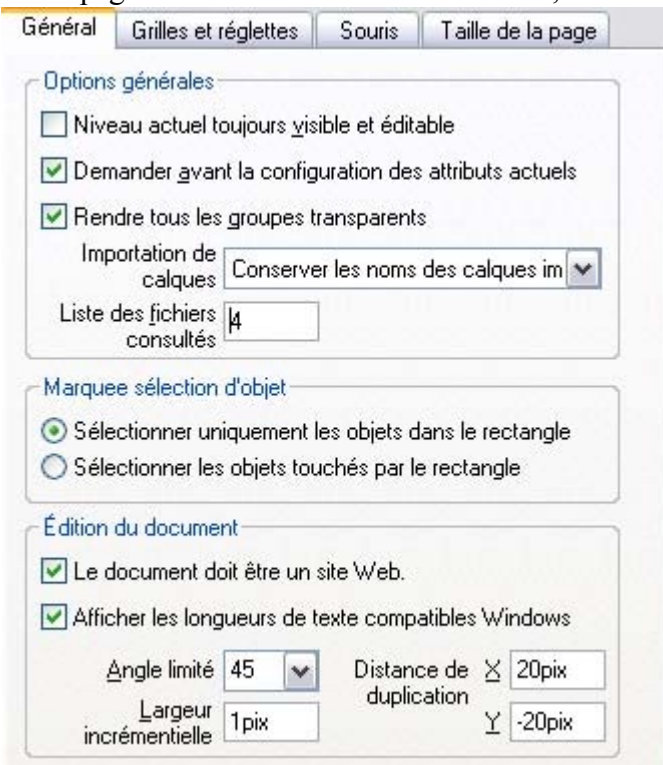 Général Grilles et réglettes Souris Taille de la page
Options générales
Niveau actuel toujours visible et éditable
Demander avant la configuration des attributs actuels
Rendre tous les groupes transparents
Importation de calques Conserver les noms des calques im
Liste des fichiers consultés 4
Marquee sélection d'objet
Sélectionner uniquement les objets dans le rectangle
Sélectionner les objets touchés par le rectangle
Édition du document
Le document doit être un site Web.
Afficher les longueurs de texte compatibles Windows
Angle limité 45 Distance de duplication X 20pix
Largeur incrémentielle 1pix Y -20pix